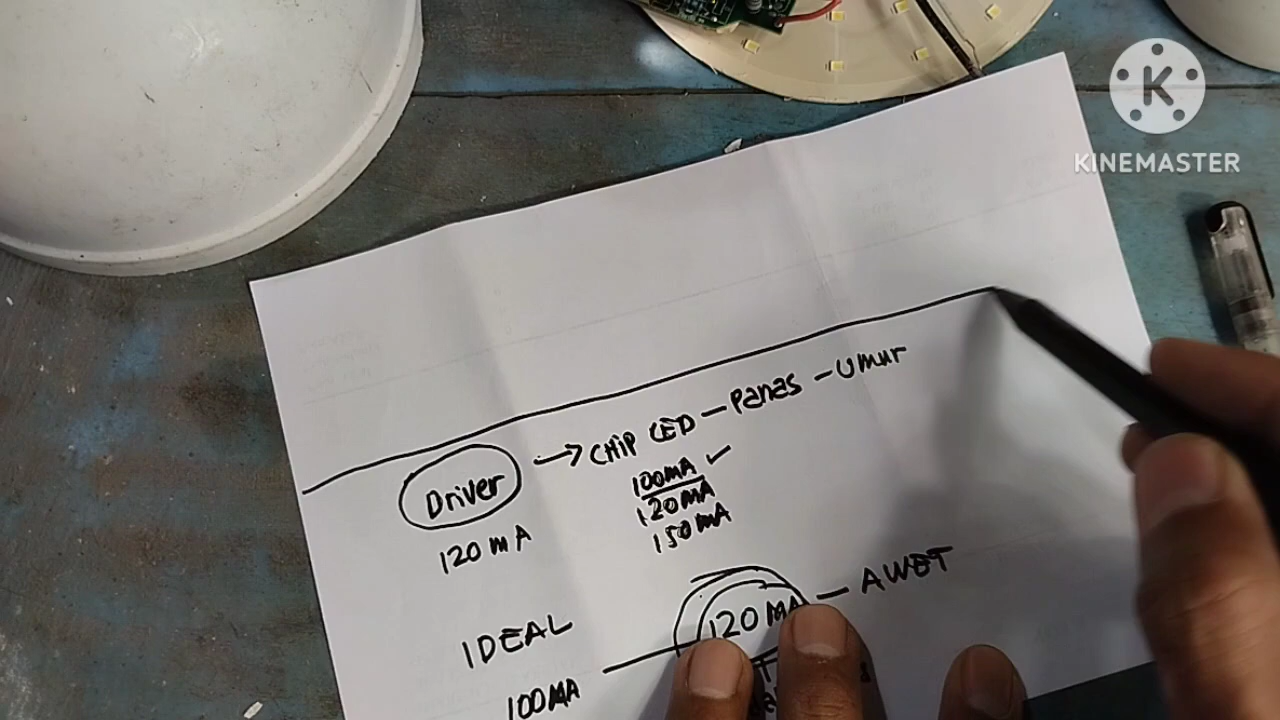 KINEMASTER
Driver → CHIP LED – Panas – Umur
100MA ✓
120MA
150MA
120 mA
IDEAL
120 MA – AWET
100MA